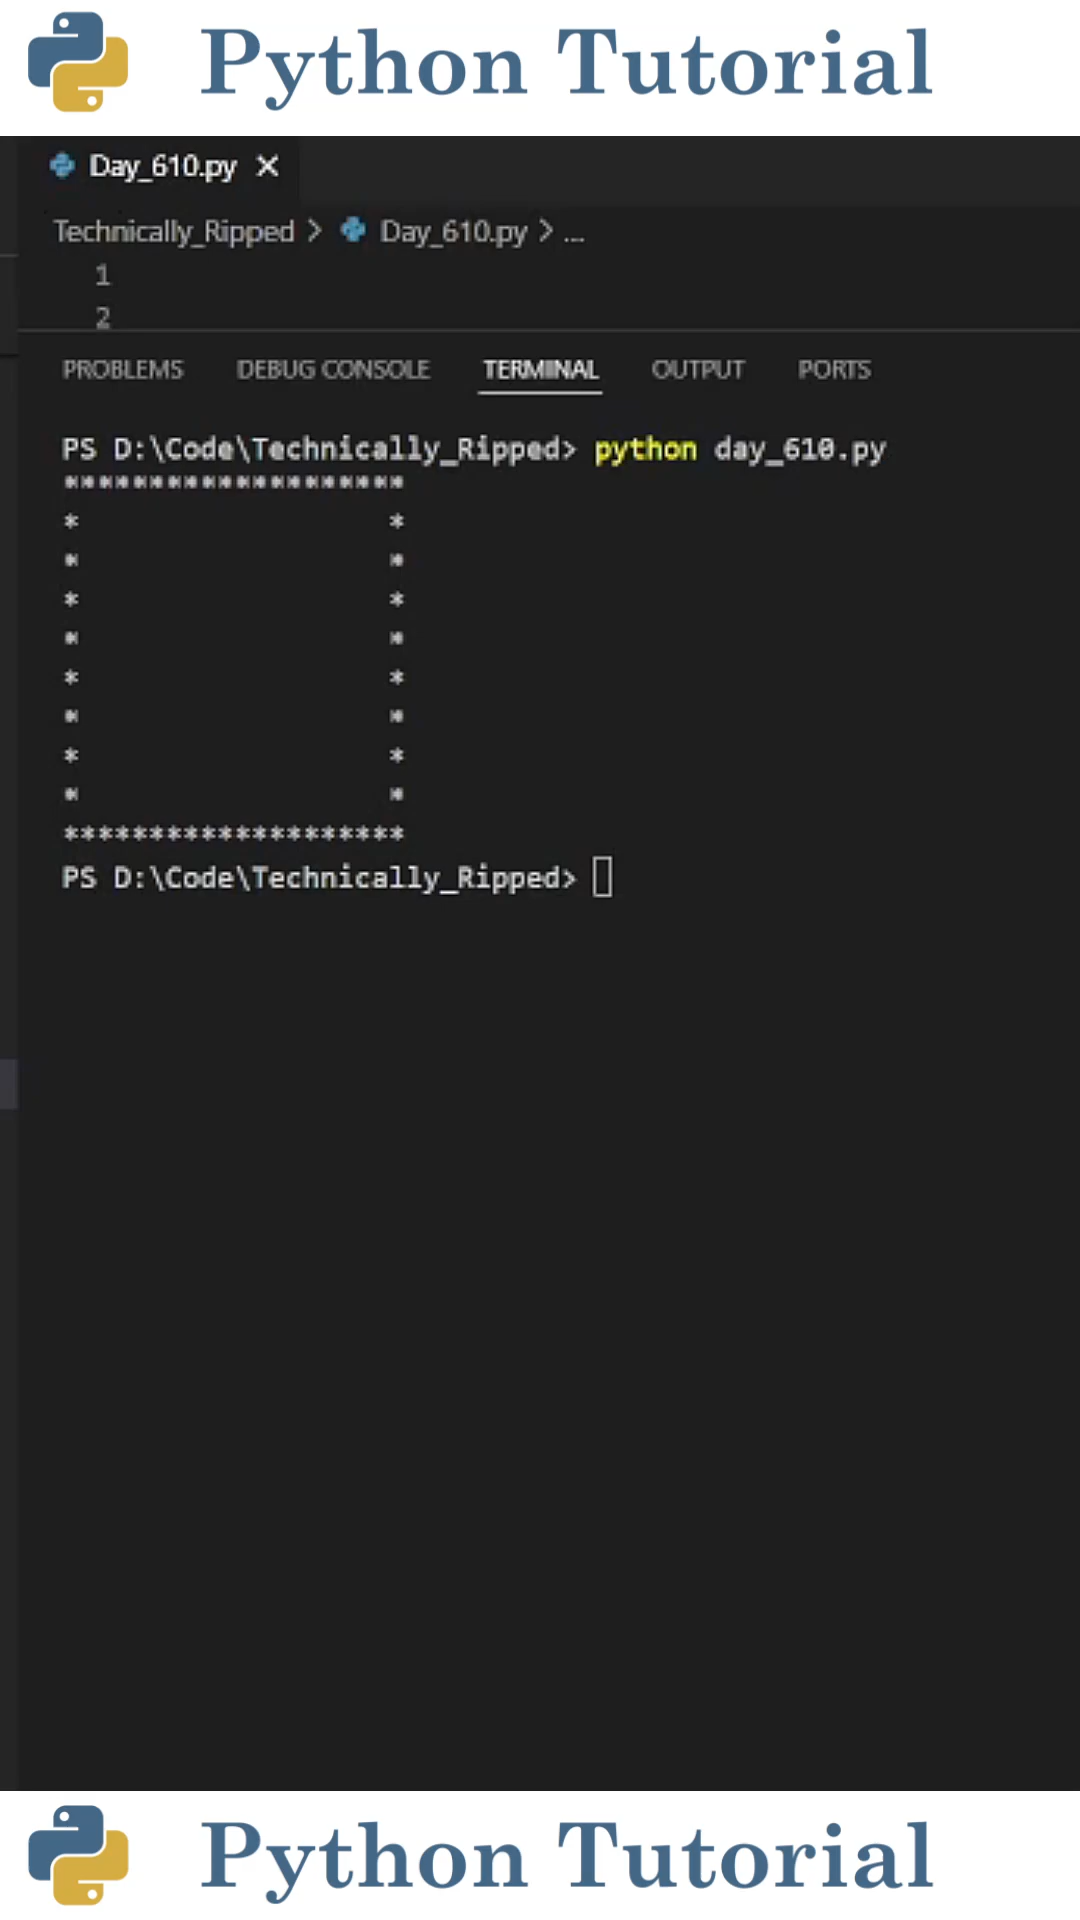 Python Tutorial
Day_610.py ×
Technically_Ripped > Day_610.py > ...
1
2
PROBLEMS DEBUG CONSOLE TERMINAL OUTPUT PORTS
PS D:\Code\Technically_Ripped> python day_610.py
********************
*                  *
*                  *
*                  *
*                  *
*                  *
*                  *
*                  *
*                  *
********************
PS D:\Code\Technically_Ripped>
Python Tutorial